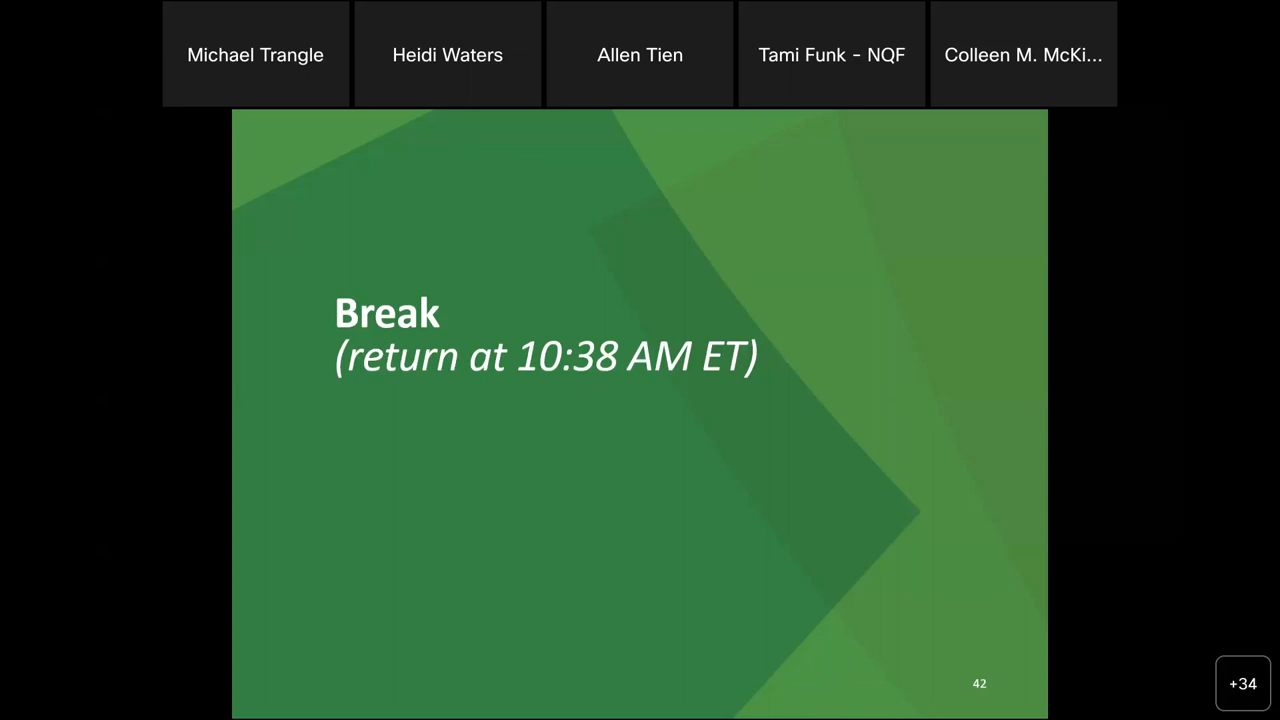 Michael Trangle
Heidi Waters
Allen Tien
Tami Funk - NQF
Colleen M. McKi...
Break
(return at 10:38 AM ET)
42
+34